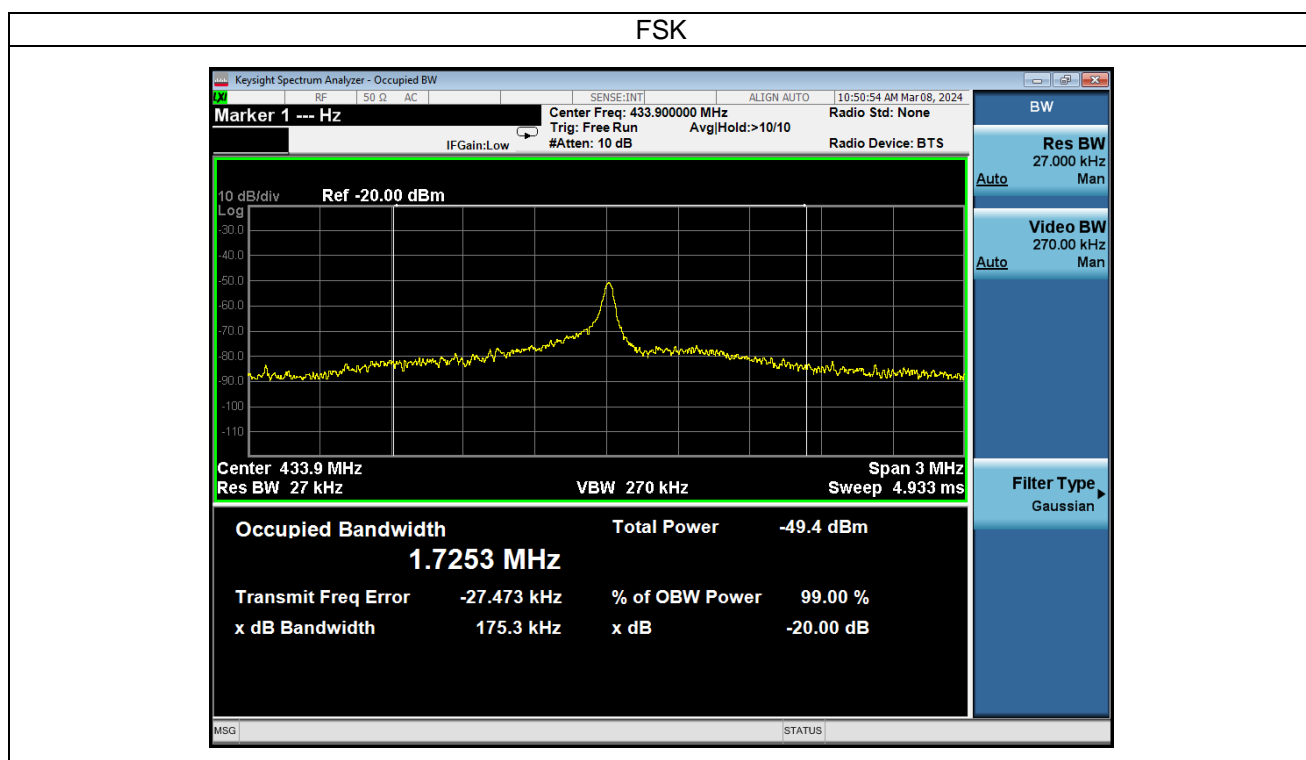 FSK
Keysight Spectrum Analyzer - Occupied BW
LXI RF 50 Ω AC SENSE:INT ALIGN AUTO 10:50:54 AM Mar 08, 2024
Marker 1 --- Hz
Center Freq: 433.900000 MHz Radio Std: None
Trig: Free Run Avg|Hold:>10/10
IFGain:Low #Atten: 10 dB Radio Device: BTS
10 dB/div Ref -20.00 dBm
Log
-30.0
-40.0
-50.0
-60.0
-70.0
-80.0
-90.0
-100
-110
Center 433.9 MHz Span 3 MHz
Res BW 27 kHz VBW 270 kHz Sweep 4.933 ms
Occupied Bandwidth Total Power -49.4 dBm
1.7253 MHz
Transmit Freq Error -27.473 kHz % of OBW Power 99.00 %
x dB Bandwidth 175.3 kHz x dB -20.00 dB
MSG STATUS
BW
Res BW
27.000 kHz
Auto Man
Video BW
270.00 kHz
Auto Man
Filter Type
Gaussian